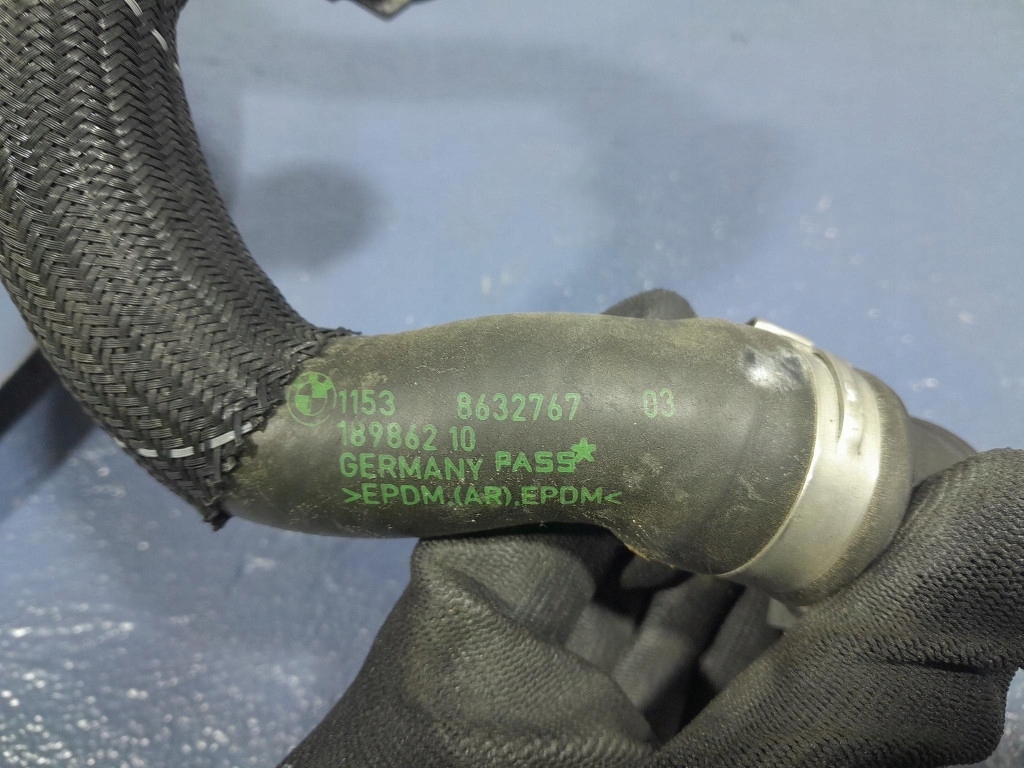 1153 8632767 03
189862 10
GERMANY PASS★
>EPDM.(AR).EPDM<